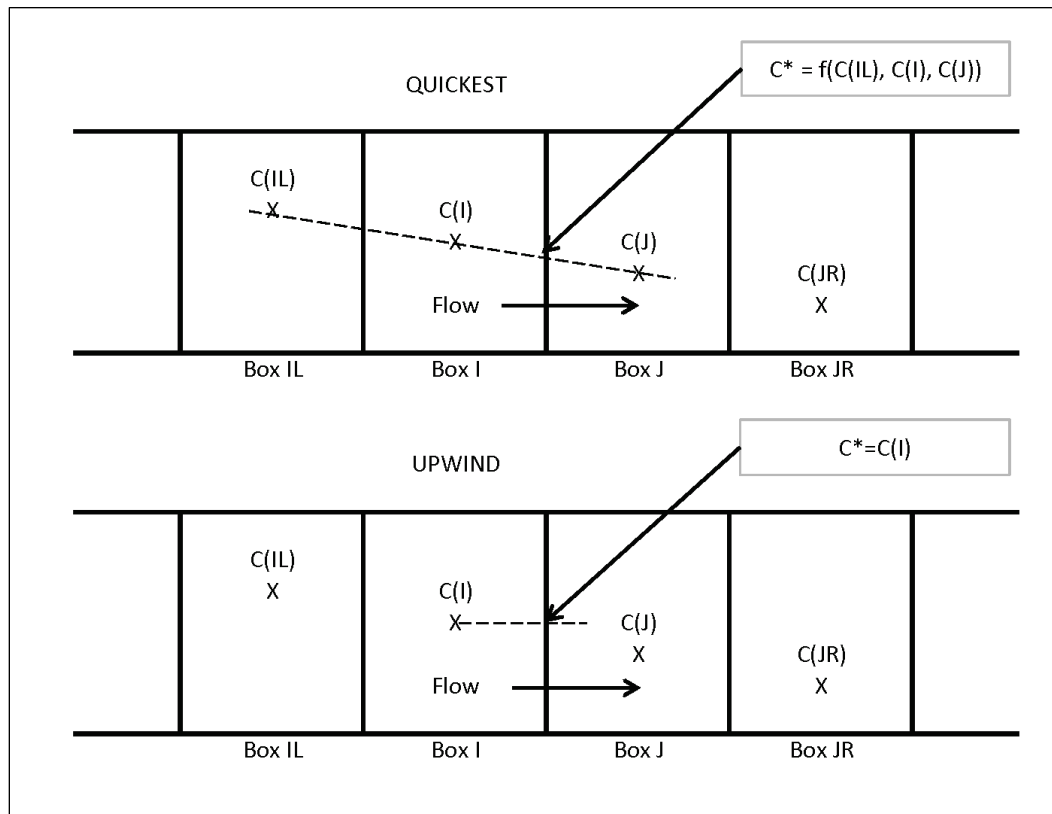 C* = f(C(IL), C(I), C(J))
QUICKEST
C(IL)
X
C(I)
X
C(J)
X
C(JR)
X
Flow
Box IL Box I Box J Box JR
C*=C(I)
UPWIND
C(IL)
X
C(I)
X
C(J)
X
C(JR)
X
Flow
Box IL Box I Box J Box JR